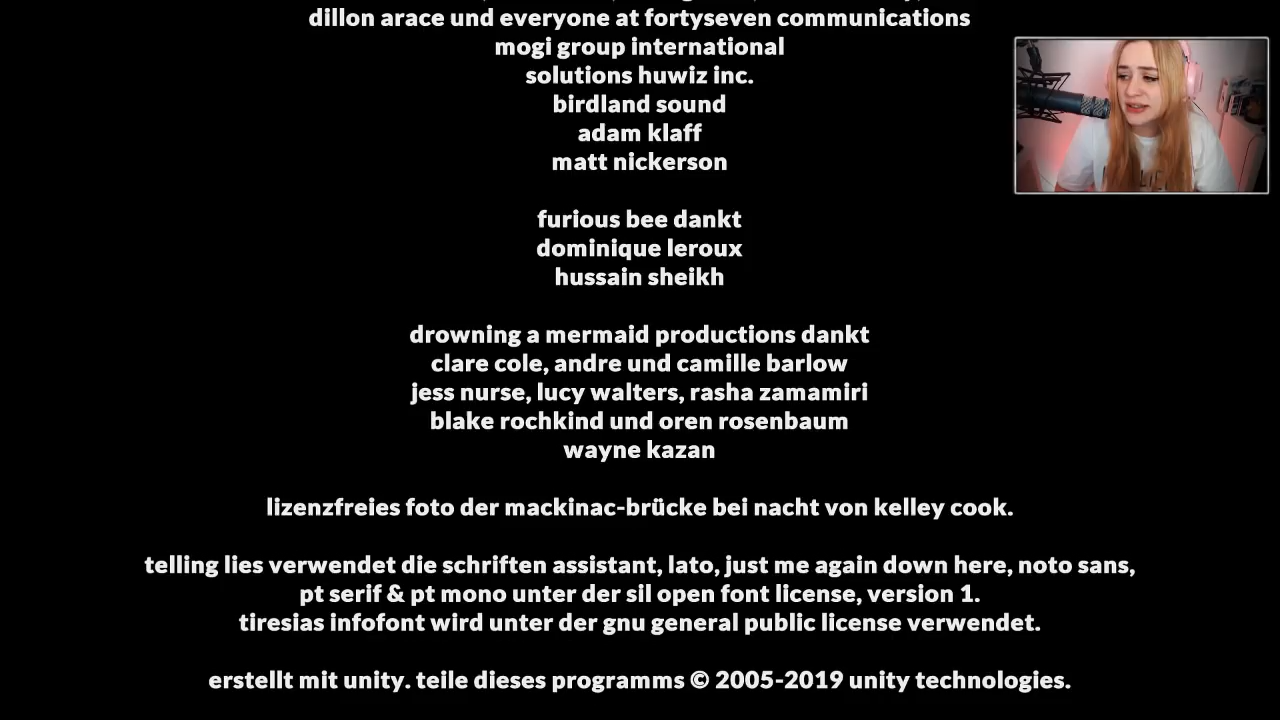 dillon arace und everyone at fortyseven communications
mogi group international
solutions huwiz inc.
birdland sound
adam klaff
matt nickerson
furious bee dankt
dominique leroux
hussain sheikh
drowning a mermaid productions dankt
clare cole, andre und camille barlow
jess nurse, lucy walters, rasha zamamiri
blake rochkind und oren rosenbaum
wayne kazan
lizenzfreies foto der mackinac-brücke bei nacht von kelley cook.
telling lies verwendet die schriften assistant, lato, just me again down here, noto sans,
pt serif & pt mono unter der sil open font license, version 1.
tiresias infofont wird unter der gnu general public license verwendet.
erstellt mit unity. teile dieses programms © 2005-2019 unity technologies.